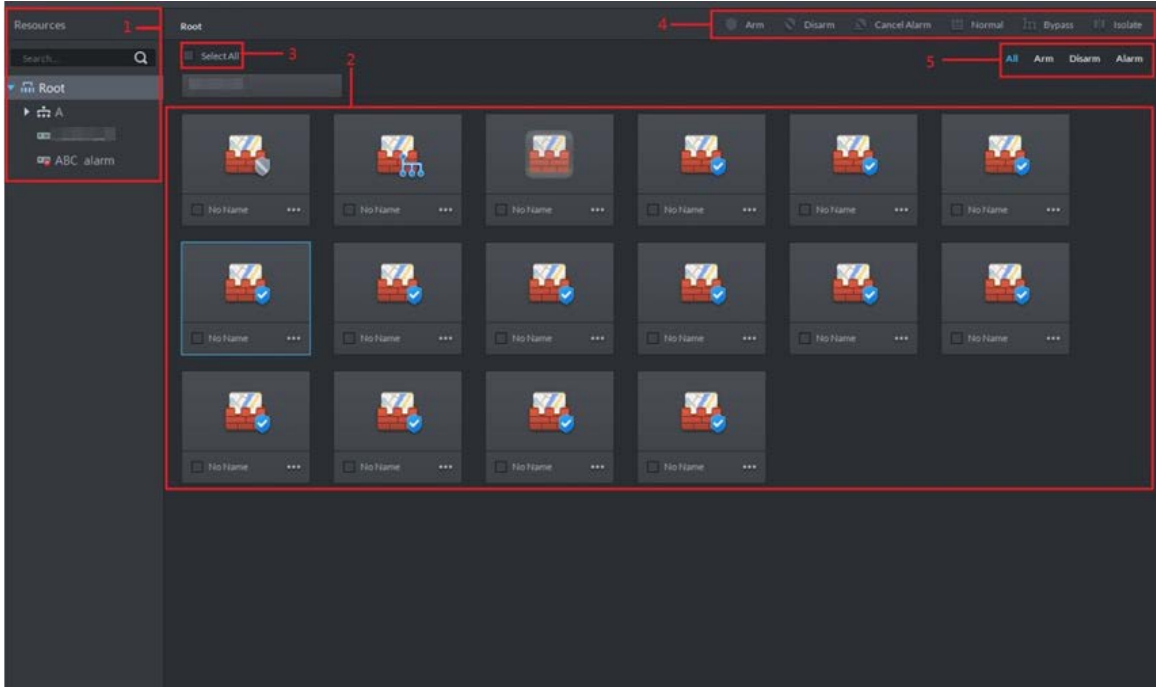 Resources
1
Root
4
Arm Disarm Cancel Alarm Normal Bypass Isolate
Search...
Select All
3
2
5
All Arm Disarm Alarm
Root
A
ABC alarm
No Name ••• No Name ••• No Name ••• No Name ••• No Name ••• No Name •••
No Name ••• No Name ••• No Name ••• No Name ••• No Name ••• No Name •••
No Name ••• No Name ••• No Name ••• No Name •••